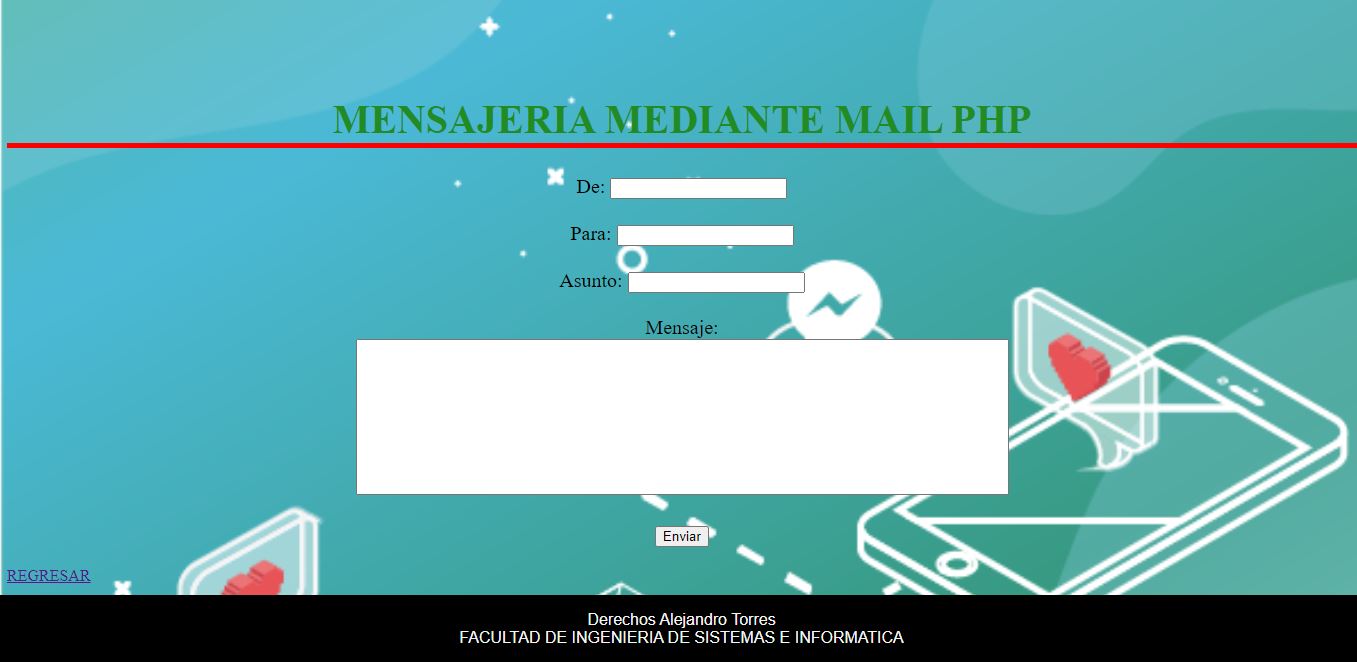 MENSAJERIA MEDIANTE MAIL PHP
De:
Para:
Asunto:
Mensaje:
Enviar
REGRESAR
Derechos Alejandro Torres
FACULTAD DE INGENIERIA DE SISTEMAS E INFORMATICA